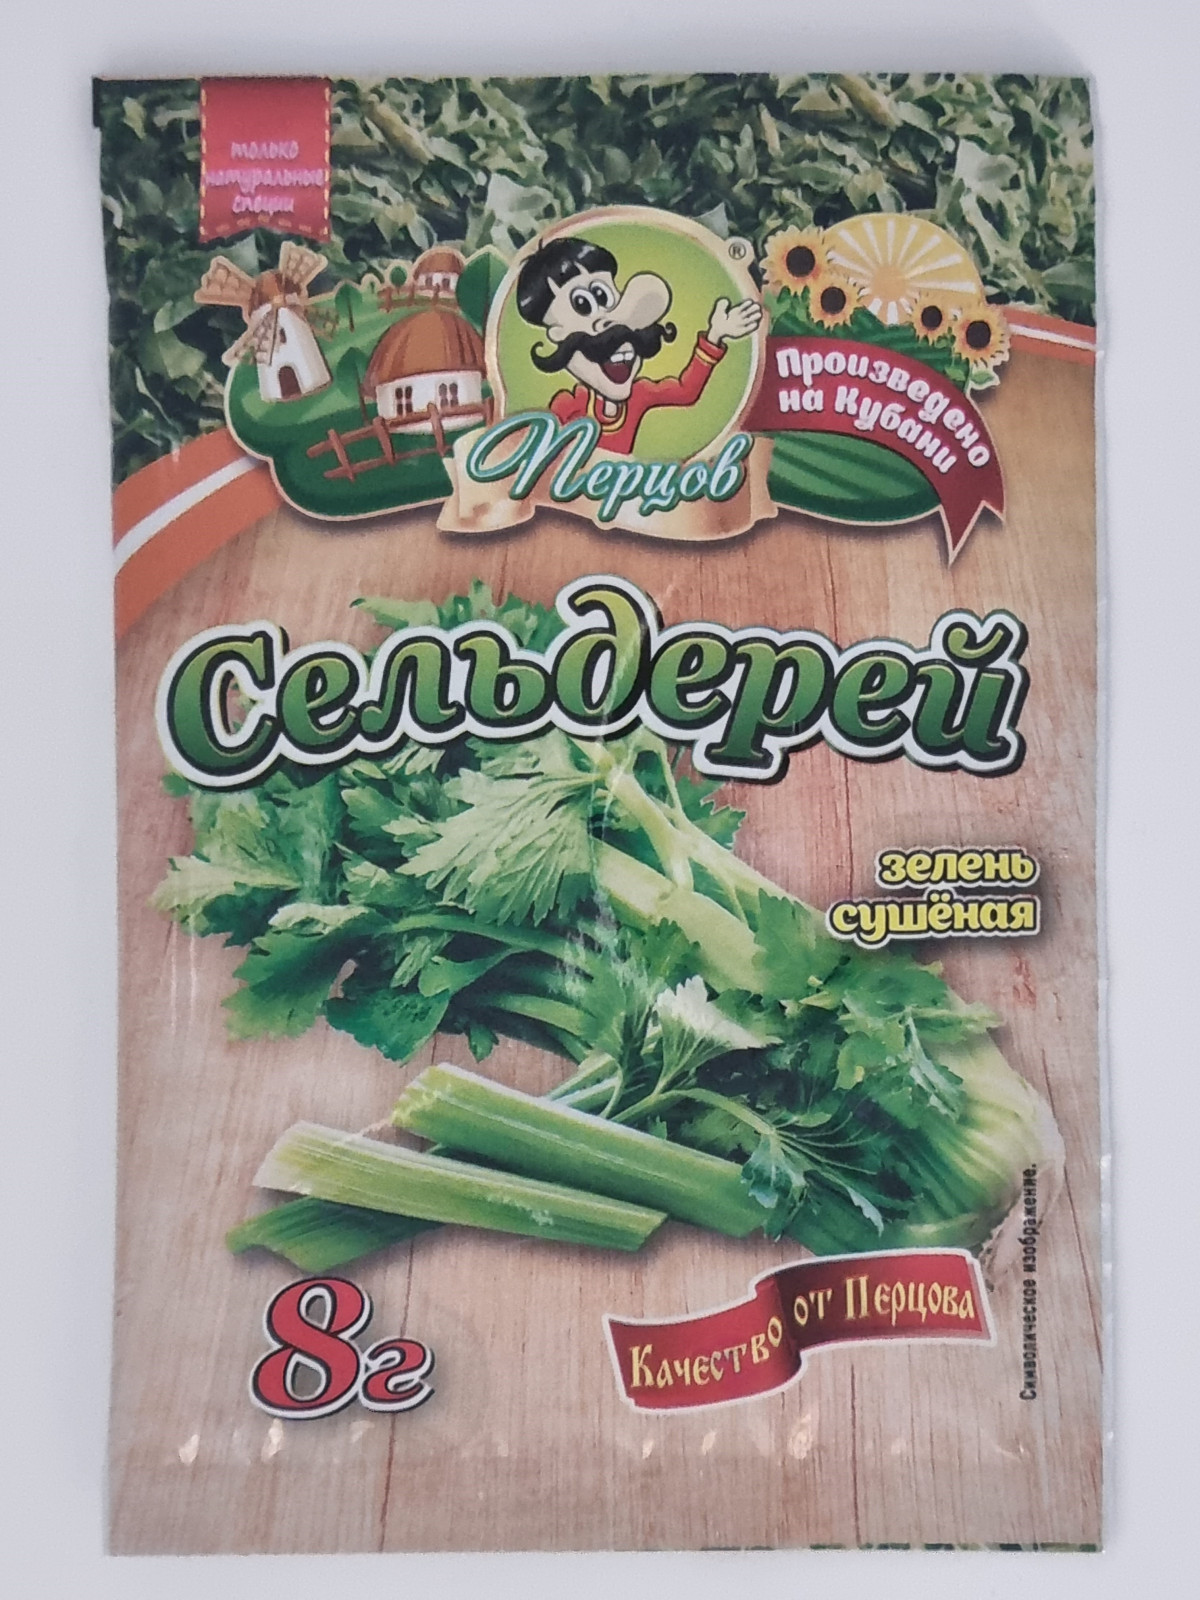 только
натуральные
специи
®
Произведено
на Кубани
Перцов
Сельдерей
зелень
сушёная
8г
Качество от Перцова
Символическое изображение.